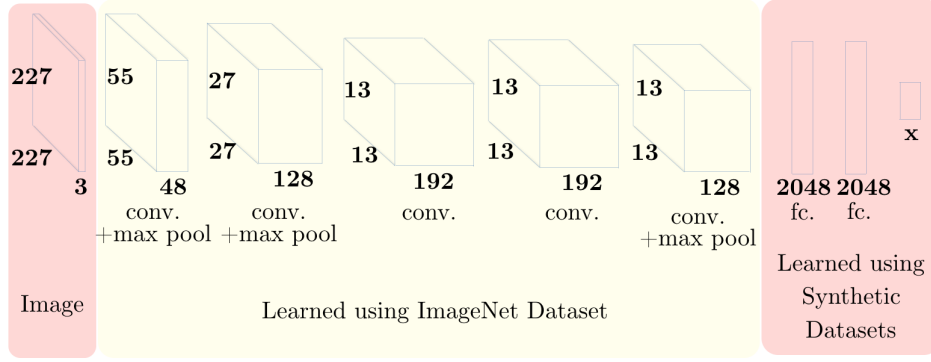 227
227
3
Image
55
55
48
conv.
+max pool
27
27
128
conv.
+max pool
13
13
192
conv.
13
13
192
conv.
13
13
128
conv.
+max pool
Learned using ImageNet Dataset
2048
fc.
2048
fc.
x
Learned using
Synthetic
Datasets